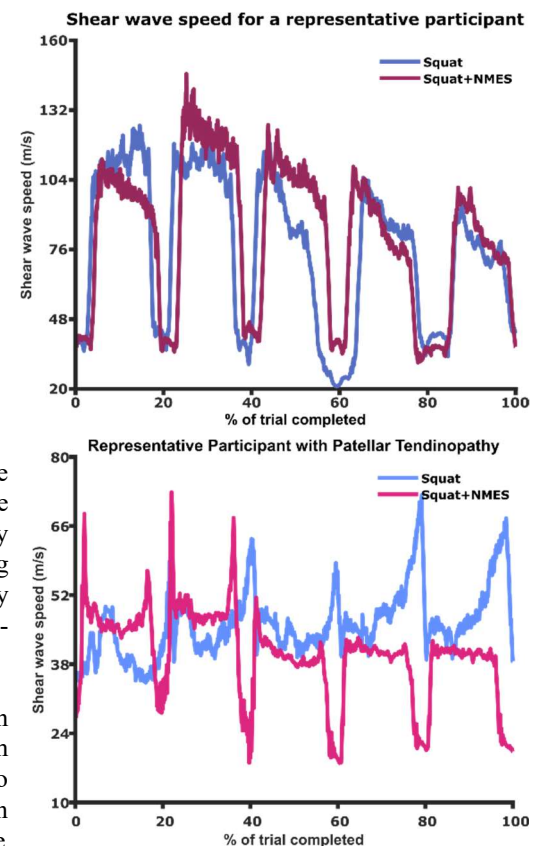 Shear wave speed for a representative participant
160
132
104
76
48
20
Shear wave speed (m/s)
Squat
Squat+NMES
0 20 40 60 80 100
% of trial completed
Representative Participant with Patellar Tendinopathy
80
66
52
38
24
10
Shear wave speed (m/s)
Squat
Squat+NMES
0 20 40 60 80 100
% of trial completed